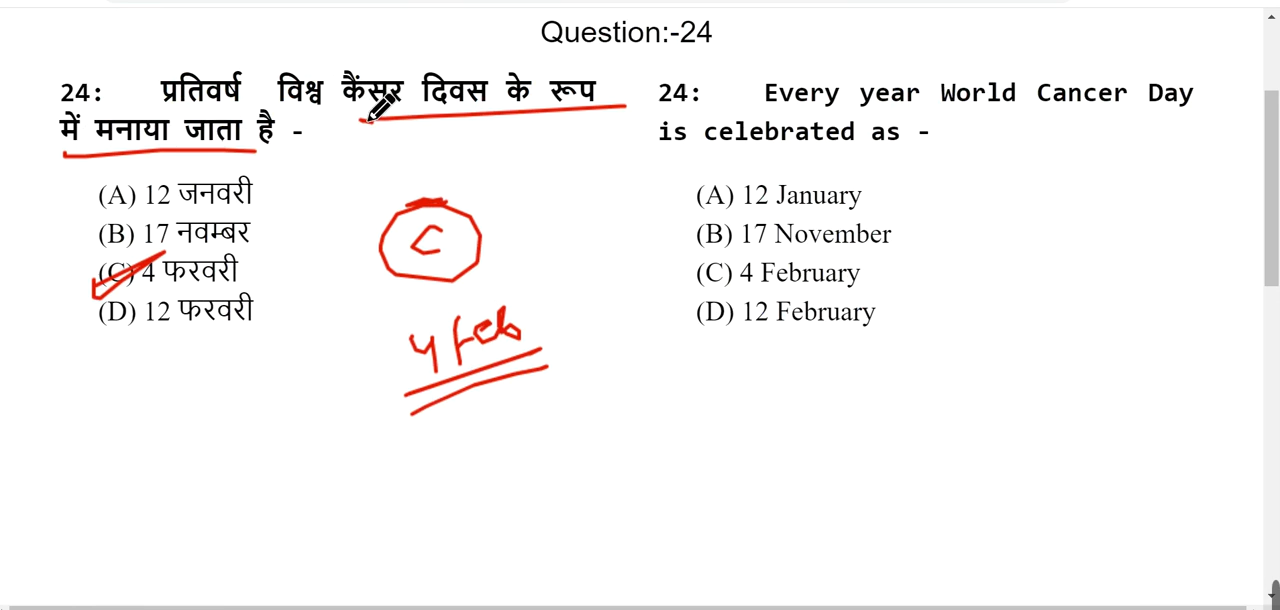 Question:-24
24: प्रतिवर्ष विश्व कैंसर दिवस के रूप
में मनाया जाता है -
(A) 12 जनवरी
(B) 17 नवम्बर
(C) 4 फरवरी
(D) 12 फरवरी
C
4 Feb
24: Every year World Cancer Day
is celebrated as -
(A) 12 January
(B) 17 November
(C) 4 February
(D) 12 February